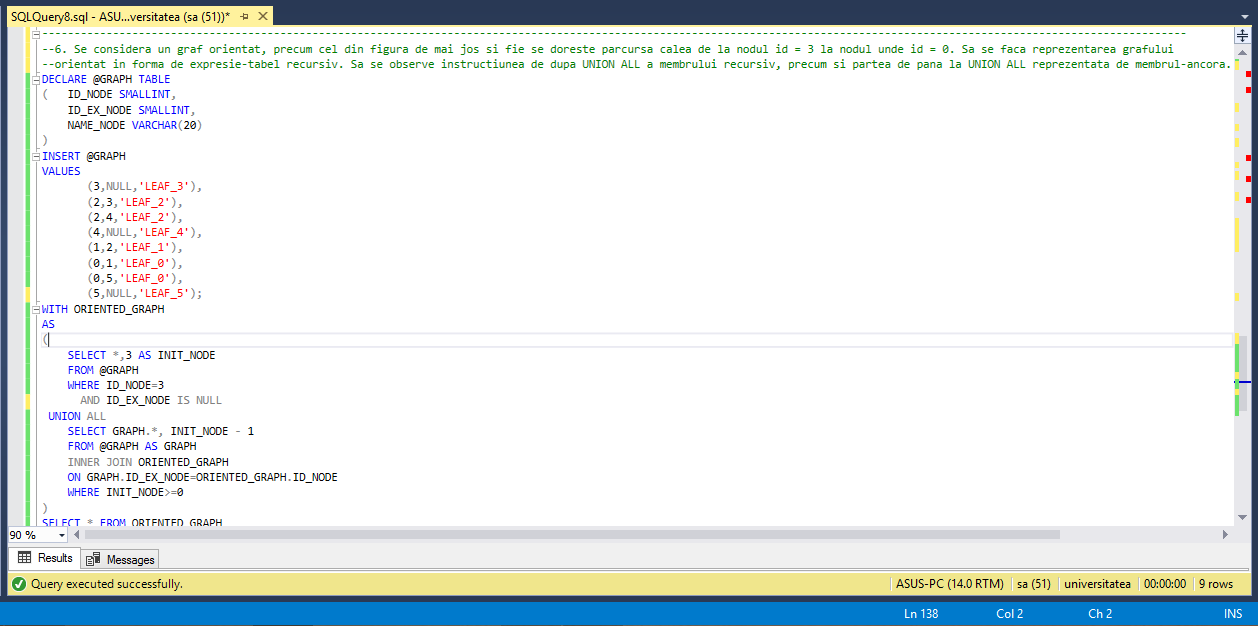 SQLQuery8.sql - ASU...versitatea (sa (51))*
--6. Se considera un graf orientat, precum cel din figura de mai jos si fie se doreste parcursa calea de la nodul id = 3 la nodul unde id = 0. Sa se faca reprezentarea grafului
--orientat in forma de expresie-tabel recursiv. Sa se observe instructiunea de dupa UNION ALL a membrului recursiv, precum si partea de pana la UNION ALL reprezentata de membrul-ancora.
DECLARE @GRAPH TABLE
(   ID_NODE SMALLINT,
    ID_EX_NODE SMALLINT,
    NAME_NODE VARCHAR(20)
)
INSERT @GRAPH
VALUES
(3,NULL,'LEAF_3'),
(2,3,'LEAF_2'),
(2,4,'LEAF_2'),
(4,NULL,'LEAF_4'),
(1,2,'LEAF_1'),
(0,1,'LEAF_0'),
(0,5,'LEAF_0'),
(5,NULL,'LEAF_5');
WITH ORIENTED_GRAPH
AS
(
SELECT *,3 AS INIT_NODE
FROM @GRAPH
WHERE ID_NODE=3
AND ID_EX_NODE IS NULL
UNION ALL
SELECT GRAPH.*, INIT_NODE - 1
FROM @GRAPH AS GRAPH
INNER JOIN ORIENTED_GRAPH
ON GRAPH.ID_EX_NODE=ORIENTED_GRAPH.ID_NODE
WHERE INIT_NODE>=0
)
SELECT * FROM ORIENTED_GRAPH
90 %
Results Messages
Query executed successfully. ASUS-PC (14.0 RTM) sa (51) universitatea 00:00:00 9 rows
Ln 138 Col 2 Ch 2 INS